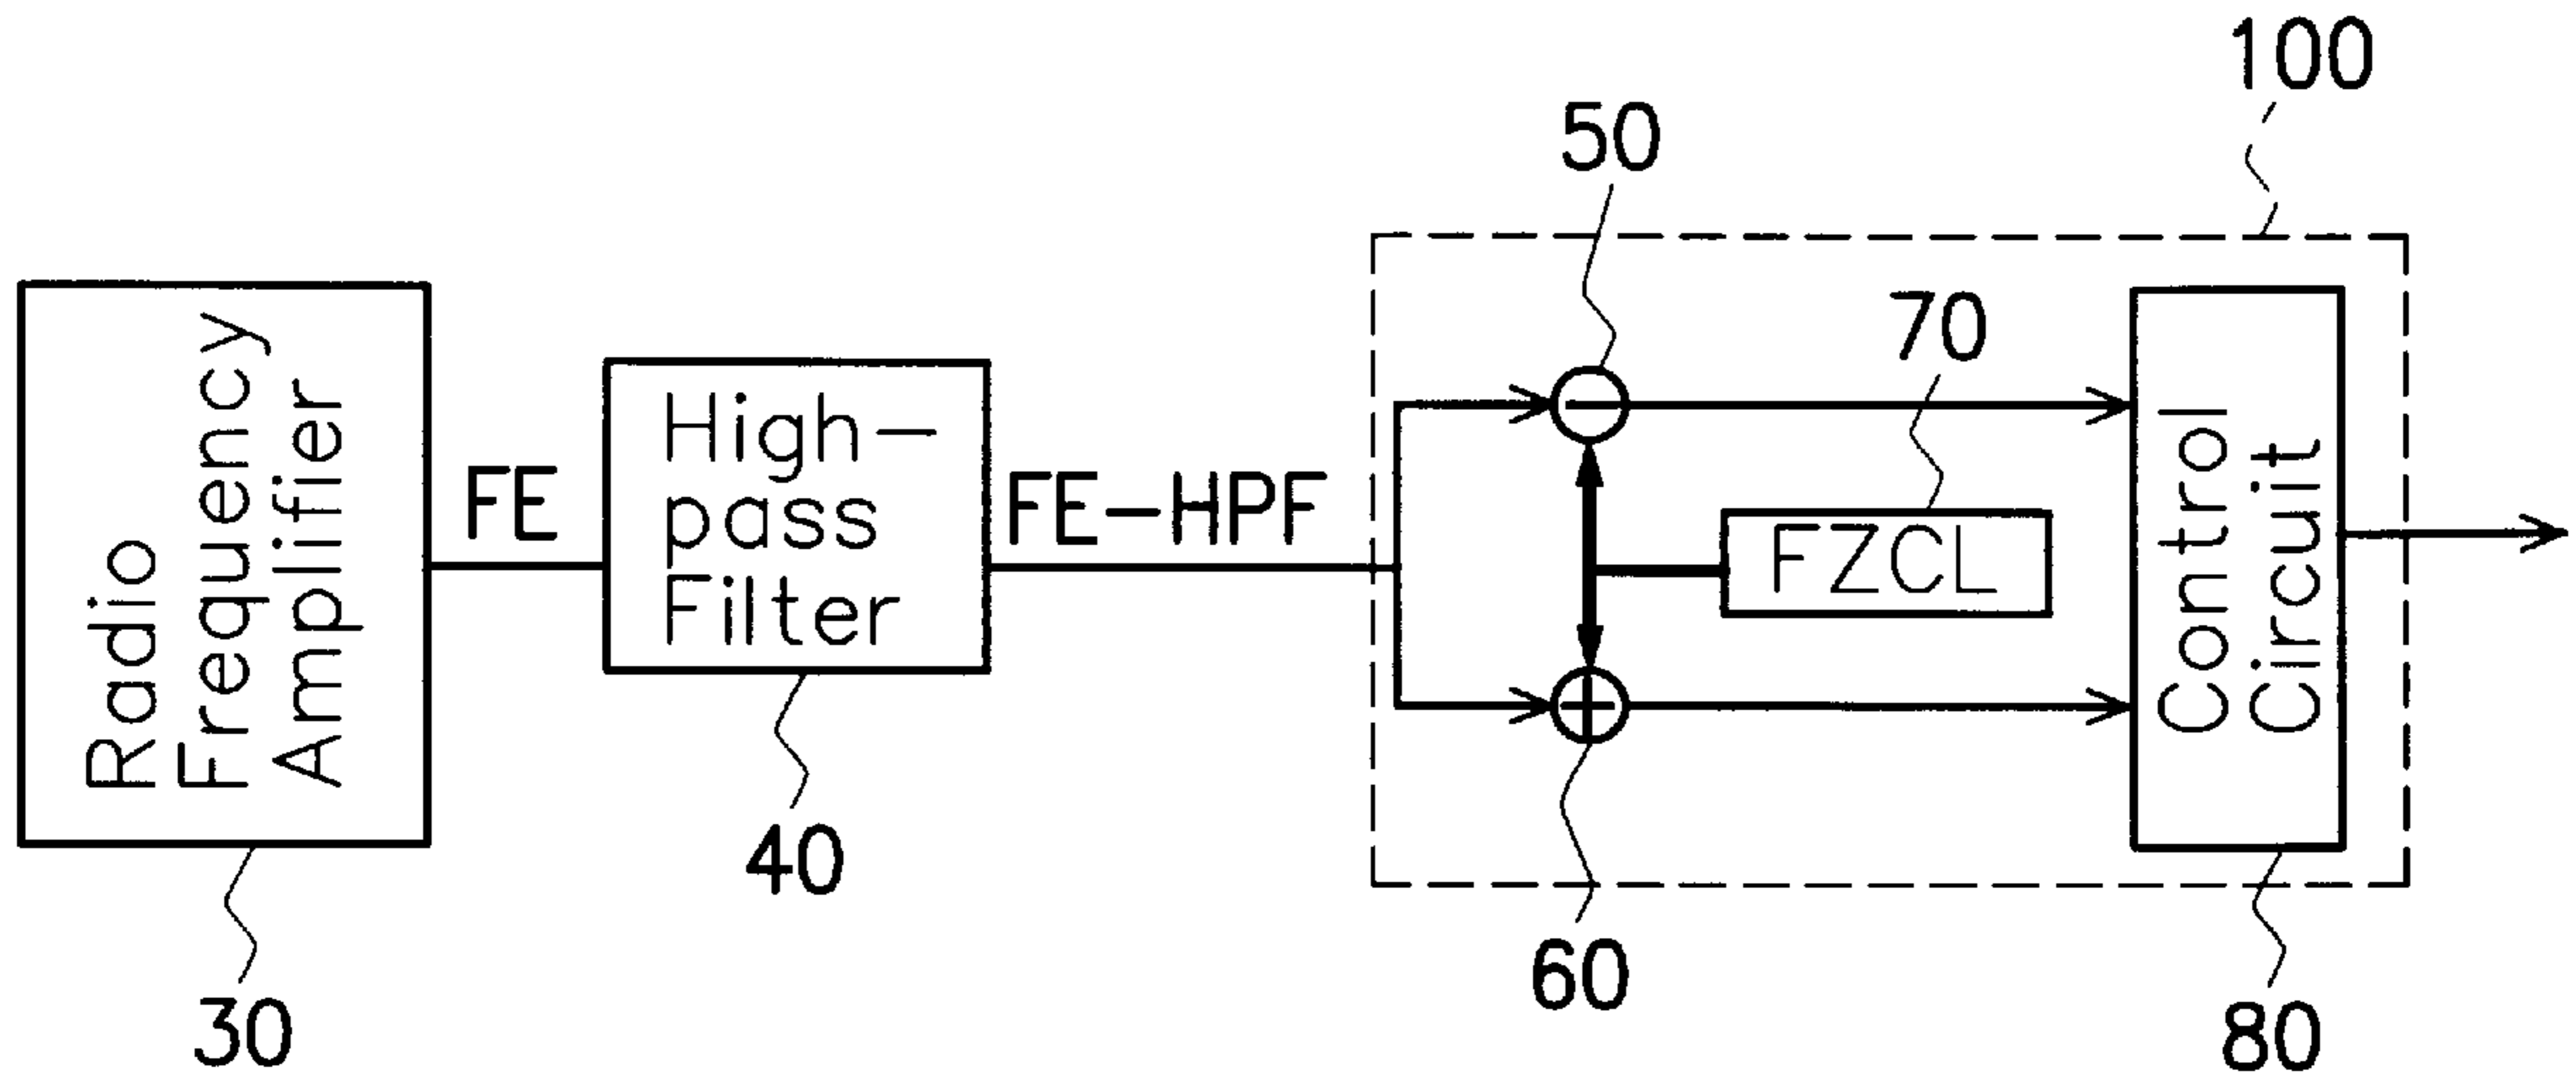 100
50
70
Radio
Frequency
Amplifier
FE
High-
pass
Filter
FE-HPF
FZCL
Control
Circuit
40
60
30
80